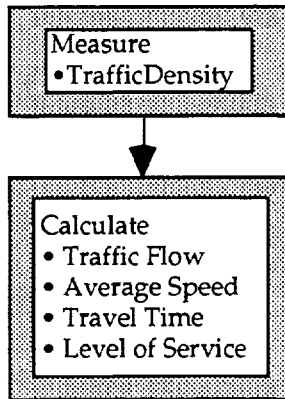 Measure
•TrafficDensity
Calculate
• Traffic Flow
• Average Speed
• Travel Time
• Level of Service